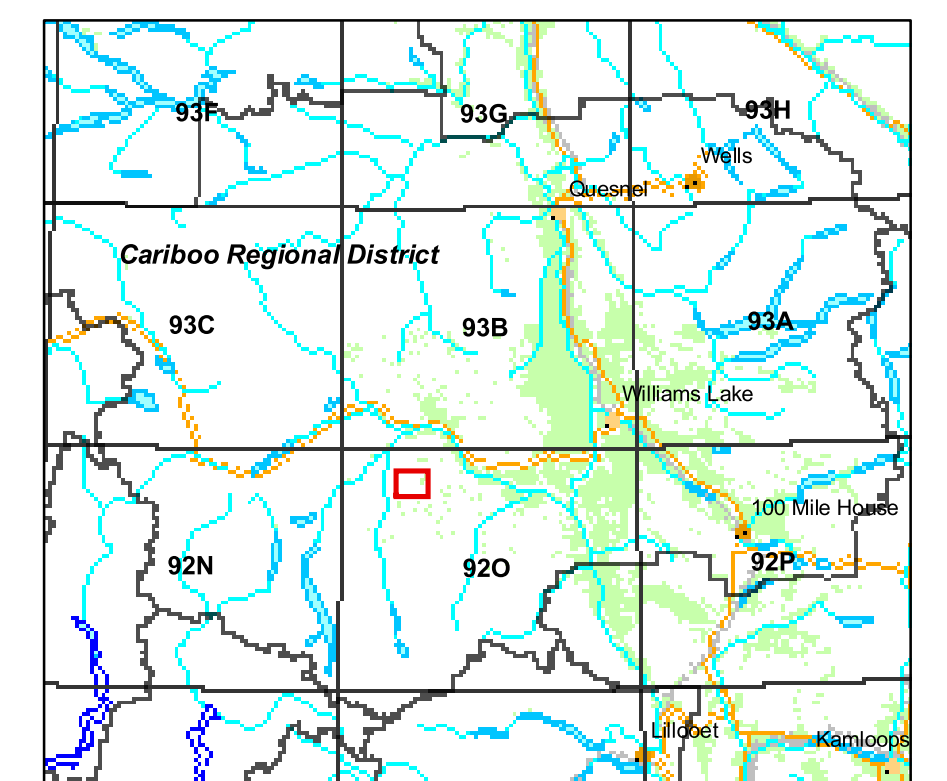 93F
93G
93H
Wells
Quesnel
Cariboo Regional District
93C
93B
93A
Williams Lake
100 Mile House
92N
92O
92P
Lillooet
Kamloops